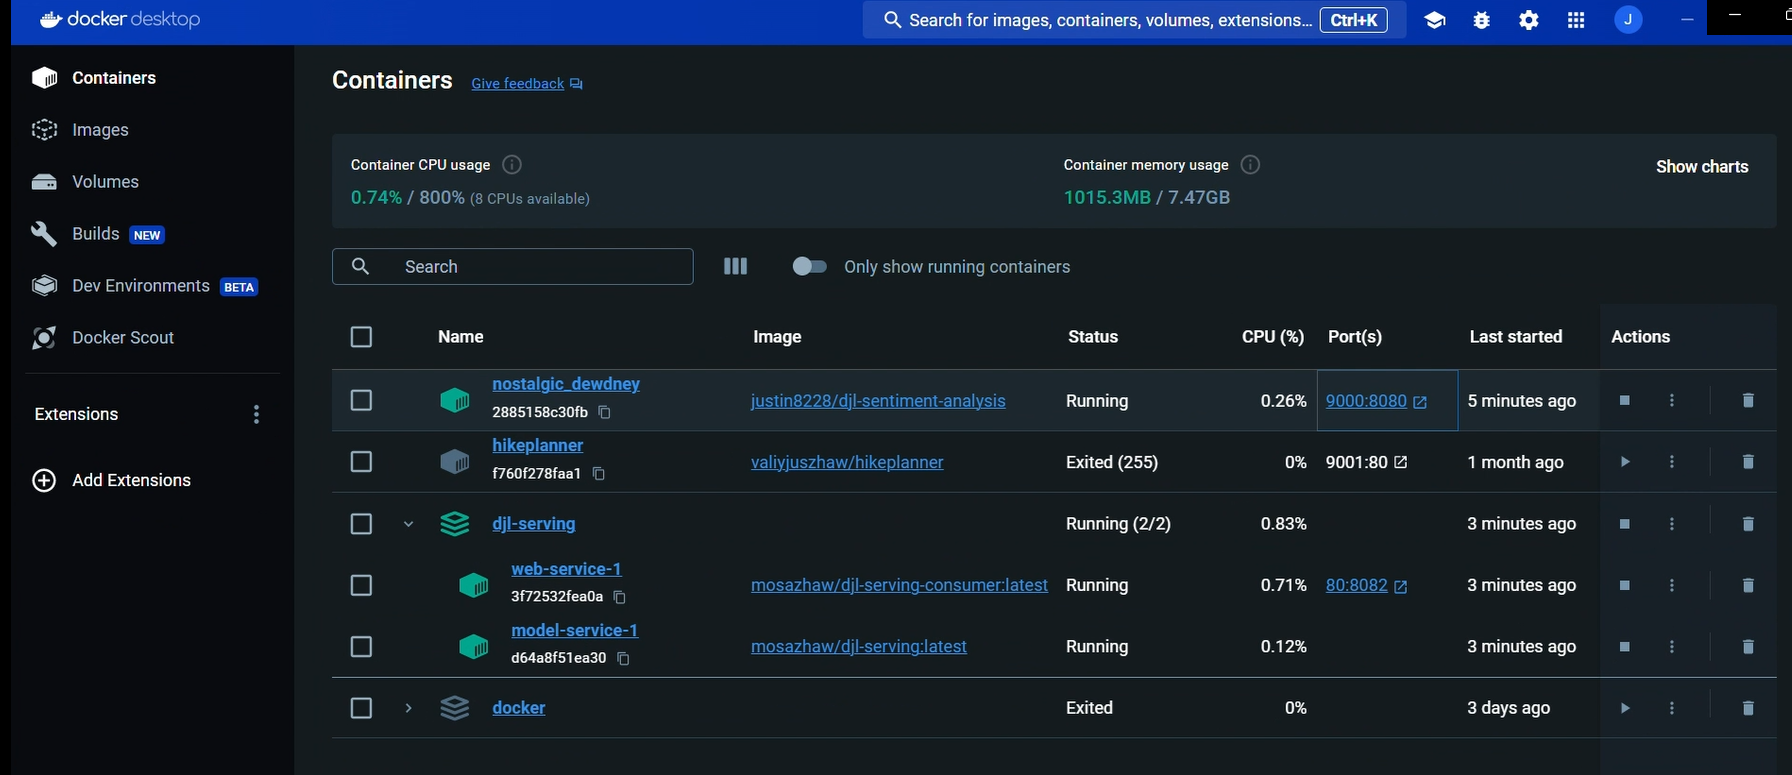 docker desktop
Search for images, containers, volumes, extensions... Ctrl+K
J
Containers
Images
Volumes
Builds NEW
Dev Environments BETA
Docker Scout
Extensions
Add Extensions
Containers Give feedback
Container CPU usage
0.74% / 800% (8 CPUs available)
Container memory usage
1015.3MB / 7.47GB
Show charts
Search
Only show running containers
Name Image Status CPU (%) Port(s) Last started Actions
nostalgic_dewdney
2885158c30fb
justin8228/djl-sentiment-analysis Running 0.26% 9000:8080 5 minutes ago
hikeplanner
f760f278faa1
valiyjuszhaw/hikeplanner Exited (255) 0% 9001:80 1 month ago
djl-serving Running (2/2) 0.83% 3 minutes ago
web-service-1
3f72532fea0a
mosazhaw/djl-serving-consumer:latest Running 0.71% 80:8082 3 minutes ago
model-service-1
d64a8f51ea30
mosazhaw/djl-serving:latest Running 0.12% 3 minutes ago
docker Exited 0% 3 days ago